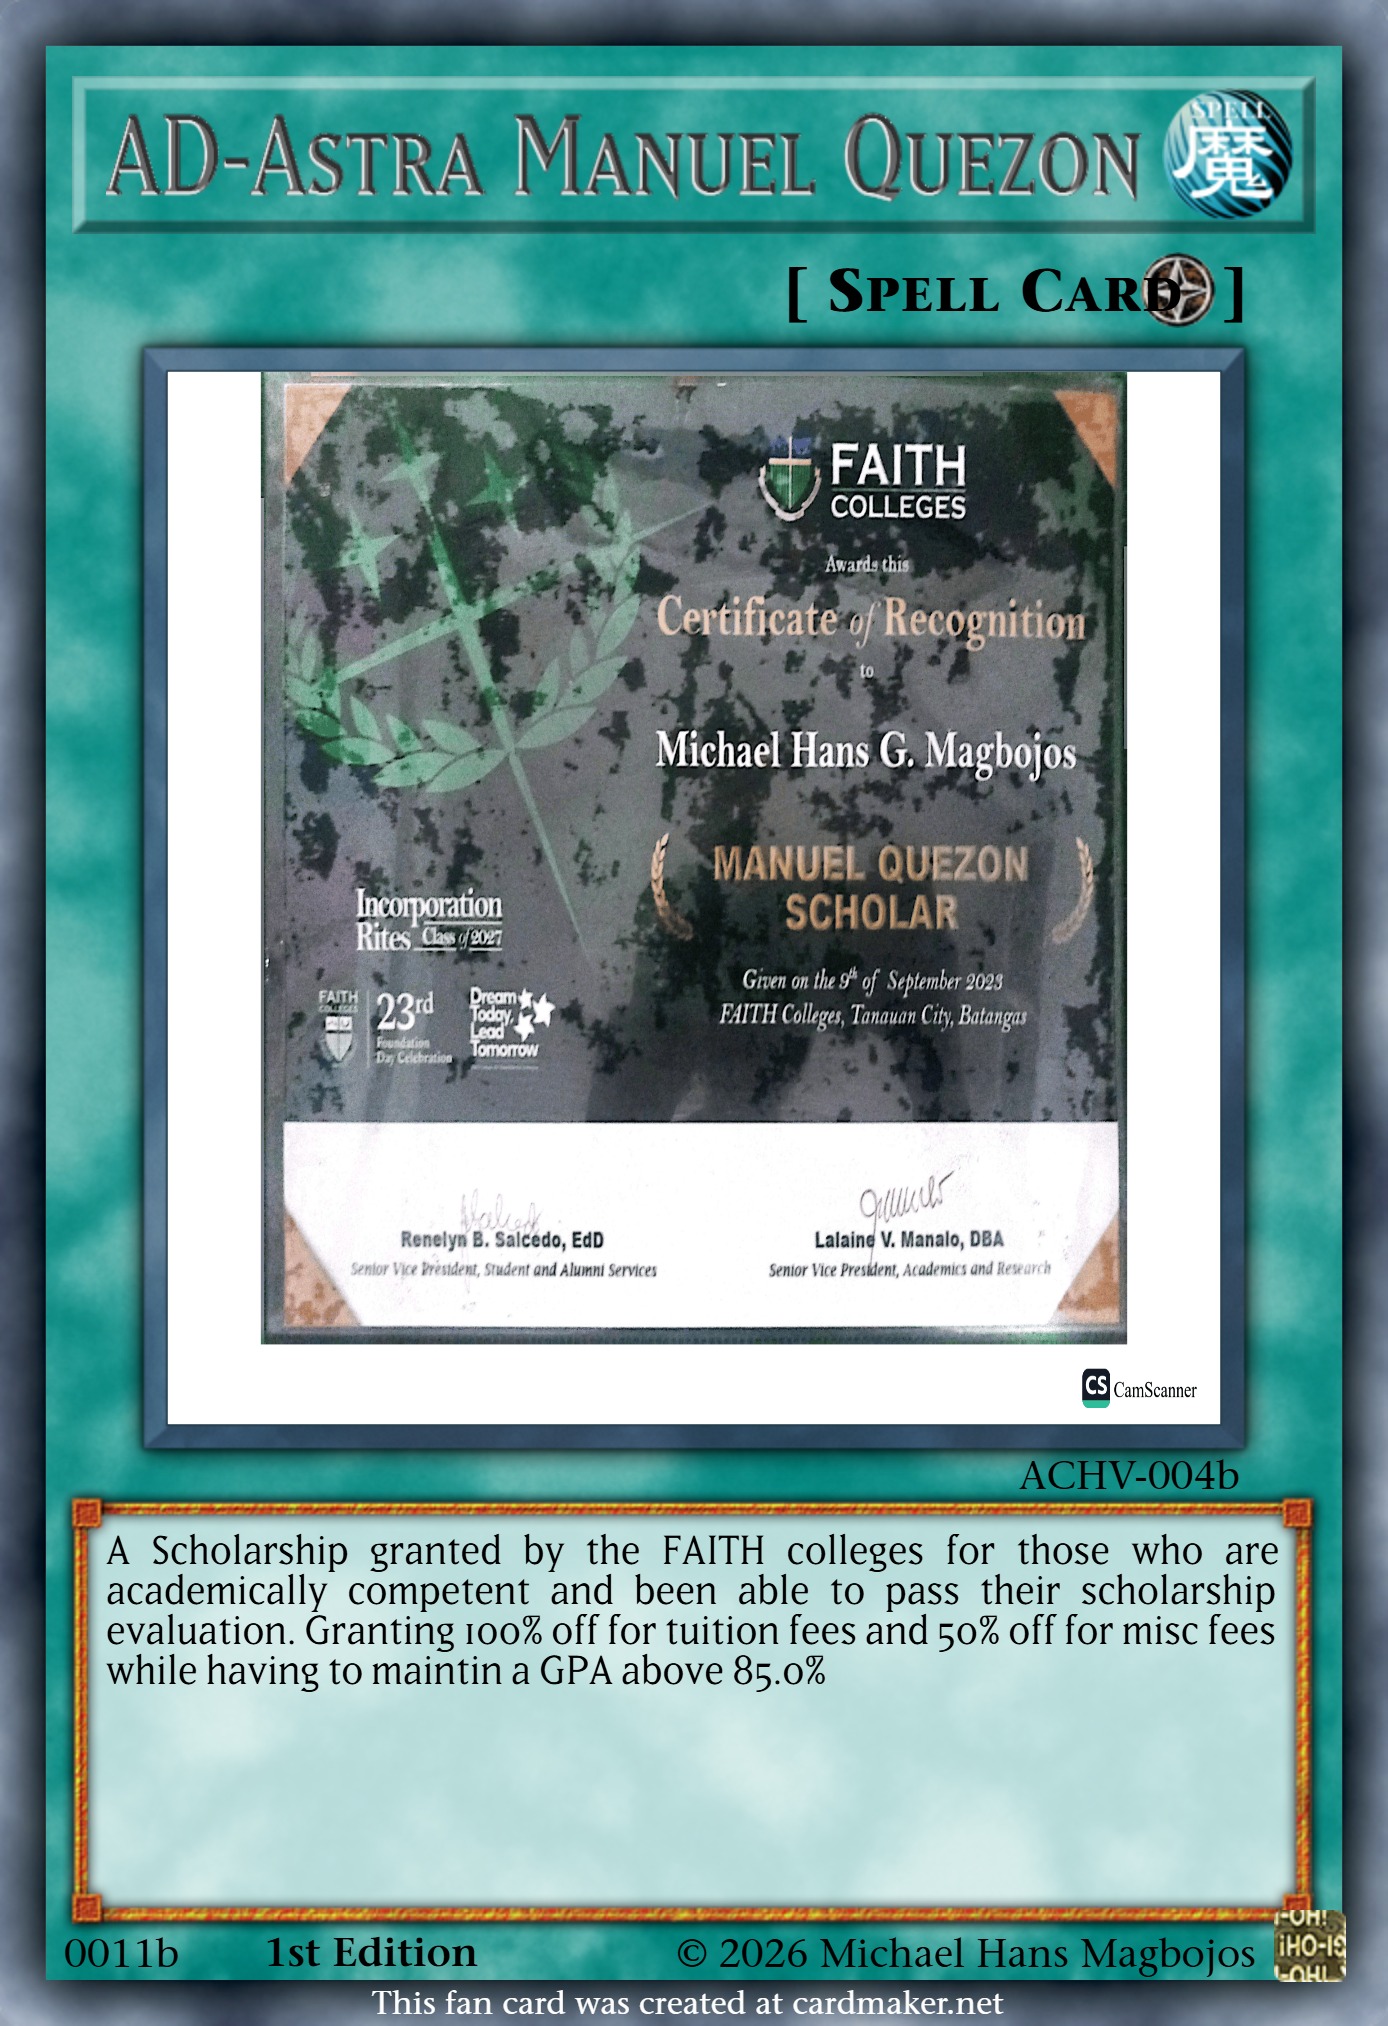 AD-Astra Manuel Quezon
SPELL
魔
[ Spell Card ]
FAITH
COLLEGES
Awards this
Certificate of Recognition
to
Michael Hans G. Magbojos
MANUEL QUEZON
SCHOLAR
Incorporation
Rites Class of 2027
Given on the 9th of September 2023
FAITH Colleges, Tanauan City, Batangas
FAITH
COLLEGES
23rd
Foundation
Day Celebration
Dream
Today,
Lead
Tomorrow
Renelyn B. Salcedo, EdD
Senior Vice President, Student and Alumni Services
Lalaine V. Manalo, DBA
Senior Vice President, Academics and Research
CS CamScanner
ACHV-004b
A Scholarship granted by the FAITH colleges for those who are
academically competent and been able to pass their scholarship
evaluation. Granting 100% off for tuition fees and 50% off for misc fees
while having to maintin a GPA above 85.0%
0011b
1st Edition
© 2026 Michael Hans Magbojos
This fan card was created at cardmaker.net